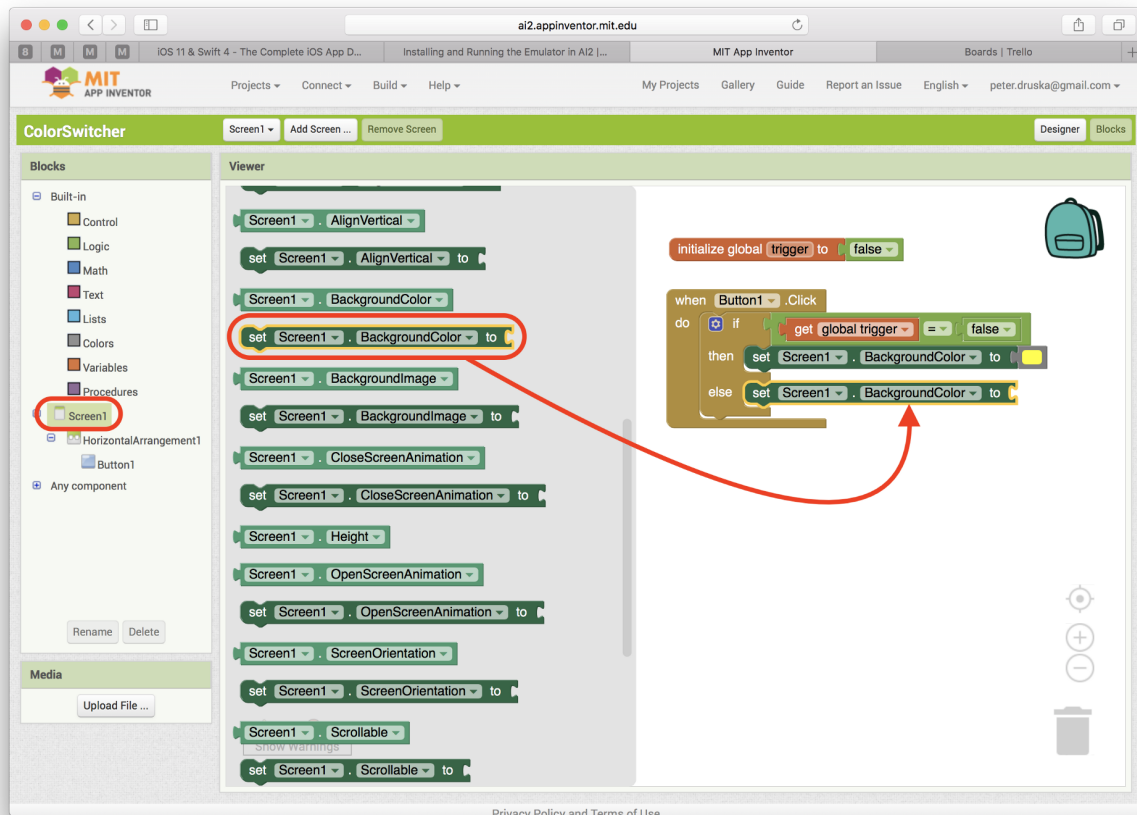 ai2.appinventor.mit.edu
8 M M M iOS 11 & Swift 4 - The Complete iOS App D... Installing and Running the Emulator in AI2 |... MIT App Inventor Boards | Trello
MIT
APP INVENTOR
Projects Connect Build Help My Projects Gallery Guide Report an Issue English peter.druska@gmail.com
ColorSwitcher Screen1 Add Screen ... Remove Screen Designer Blocks
Blocks
Built-in
Control
Logic
Math
Text
Lists
Colors
Variables
Procedures
Screen1
HorizontalArrangement1
Button1
Any component
Rename Delete
Media
Upload File ...
Viewer
Screen1 . AlignVertical
set Screen1 . AlignVertical to
Screen1 . BackgroundColor
set Screen1 . BackgroundColor to
Screen1 . BackgroundImage
set Screen1 . BackgroundImage to
Screen1 . CloseScreenAnimation
set Screen1 . CloseScreenAnimation to
Screen1 . Height
Screen1 . OpenScreenAnimation
set Screen1 . OpenScreenAnimation to
Screen1 . ScreenOrientation
set Screen1 . ScreenOrientation to
Screen1 . Scrollable
Show Warnings
set Screen1 . Scrollable to
initialize global trigger to false
when Button1 .Click
do if get global trigger = false
then set Screen1 . BackgroundColor to
else set Screen1 . BackgroundColor to
Privacy Policy and Terms of Use